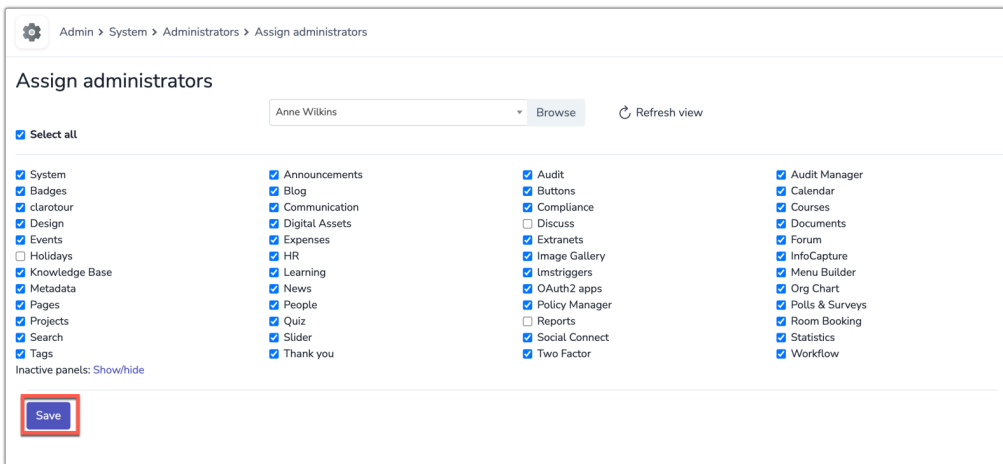 Admin > System > Administrators > Assign administrators
Assign administrators
Anne Wilkins Browse Refresh view
Select all
System Announcements Audit Audit Manager
Badges Blog Buttons Calendar
clarotour Communication Compliance Courses
Design Digital Assets Discuss Documents
Events Expenses Extranets Forum
Holidays HR Image Gallery InfoCapture
Knowledge Base Learning lmstriggers Menu Builder
Metadata News OAuth2 apps Org Chart
Pages People Policy Manager Polls & Surveys
Projects Quiz Reports Room Booking
Search Slider Social Connect Statistics
Tags Thank you Two Factor Workflow
Inactive panels: Show/hide
Save